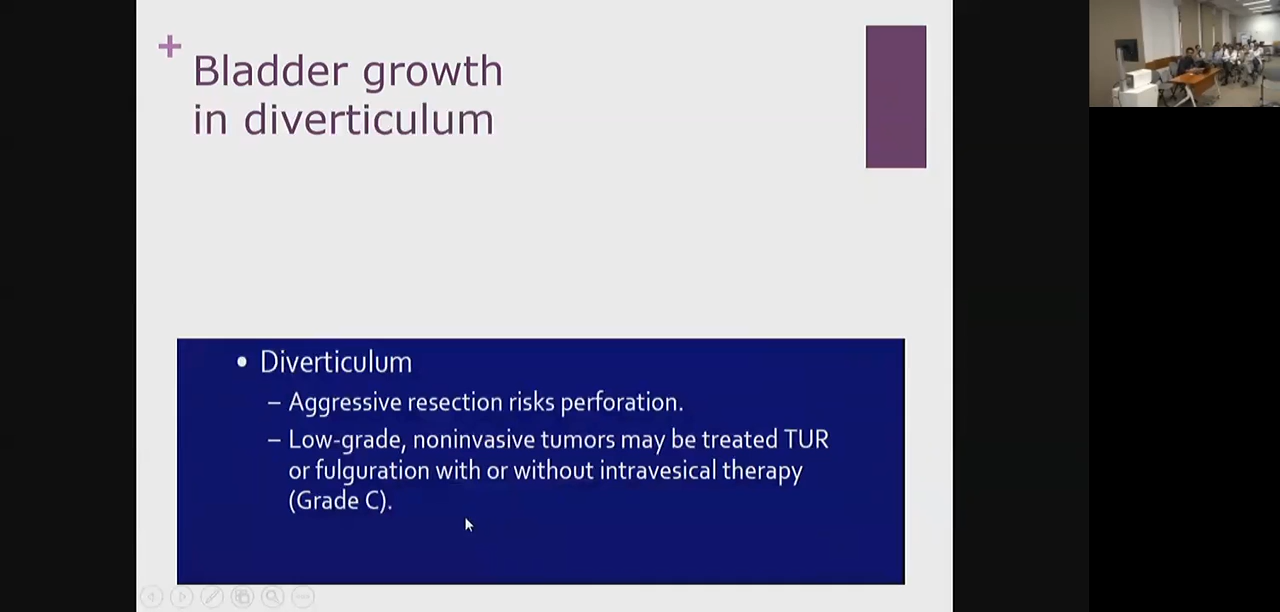 +
Bladder growth
in diverticulum
• Diverticulum
– Aggressive resection risks perforation.
– Low-grade, noninvasive tumors may be treated TUR
or fulguration with or without intravesical therapy
(Grade C).